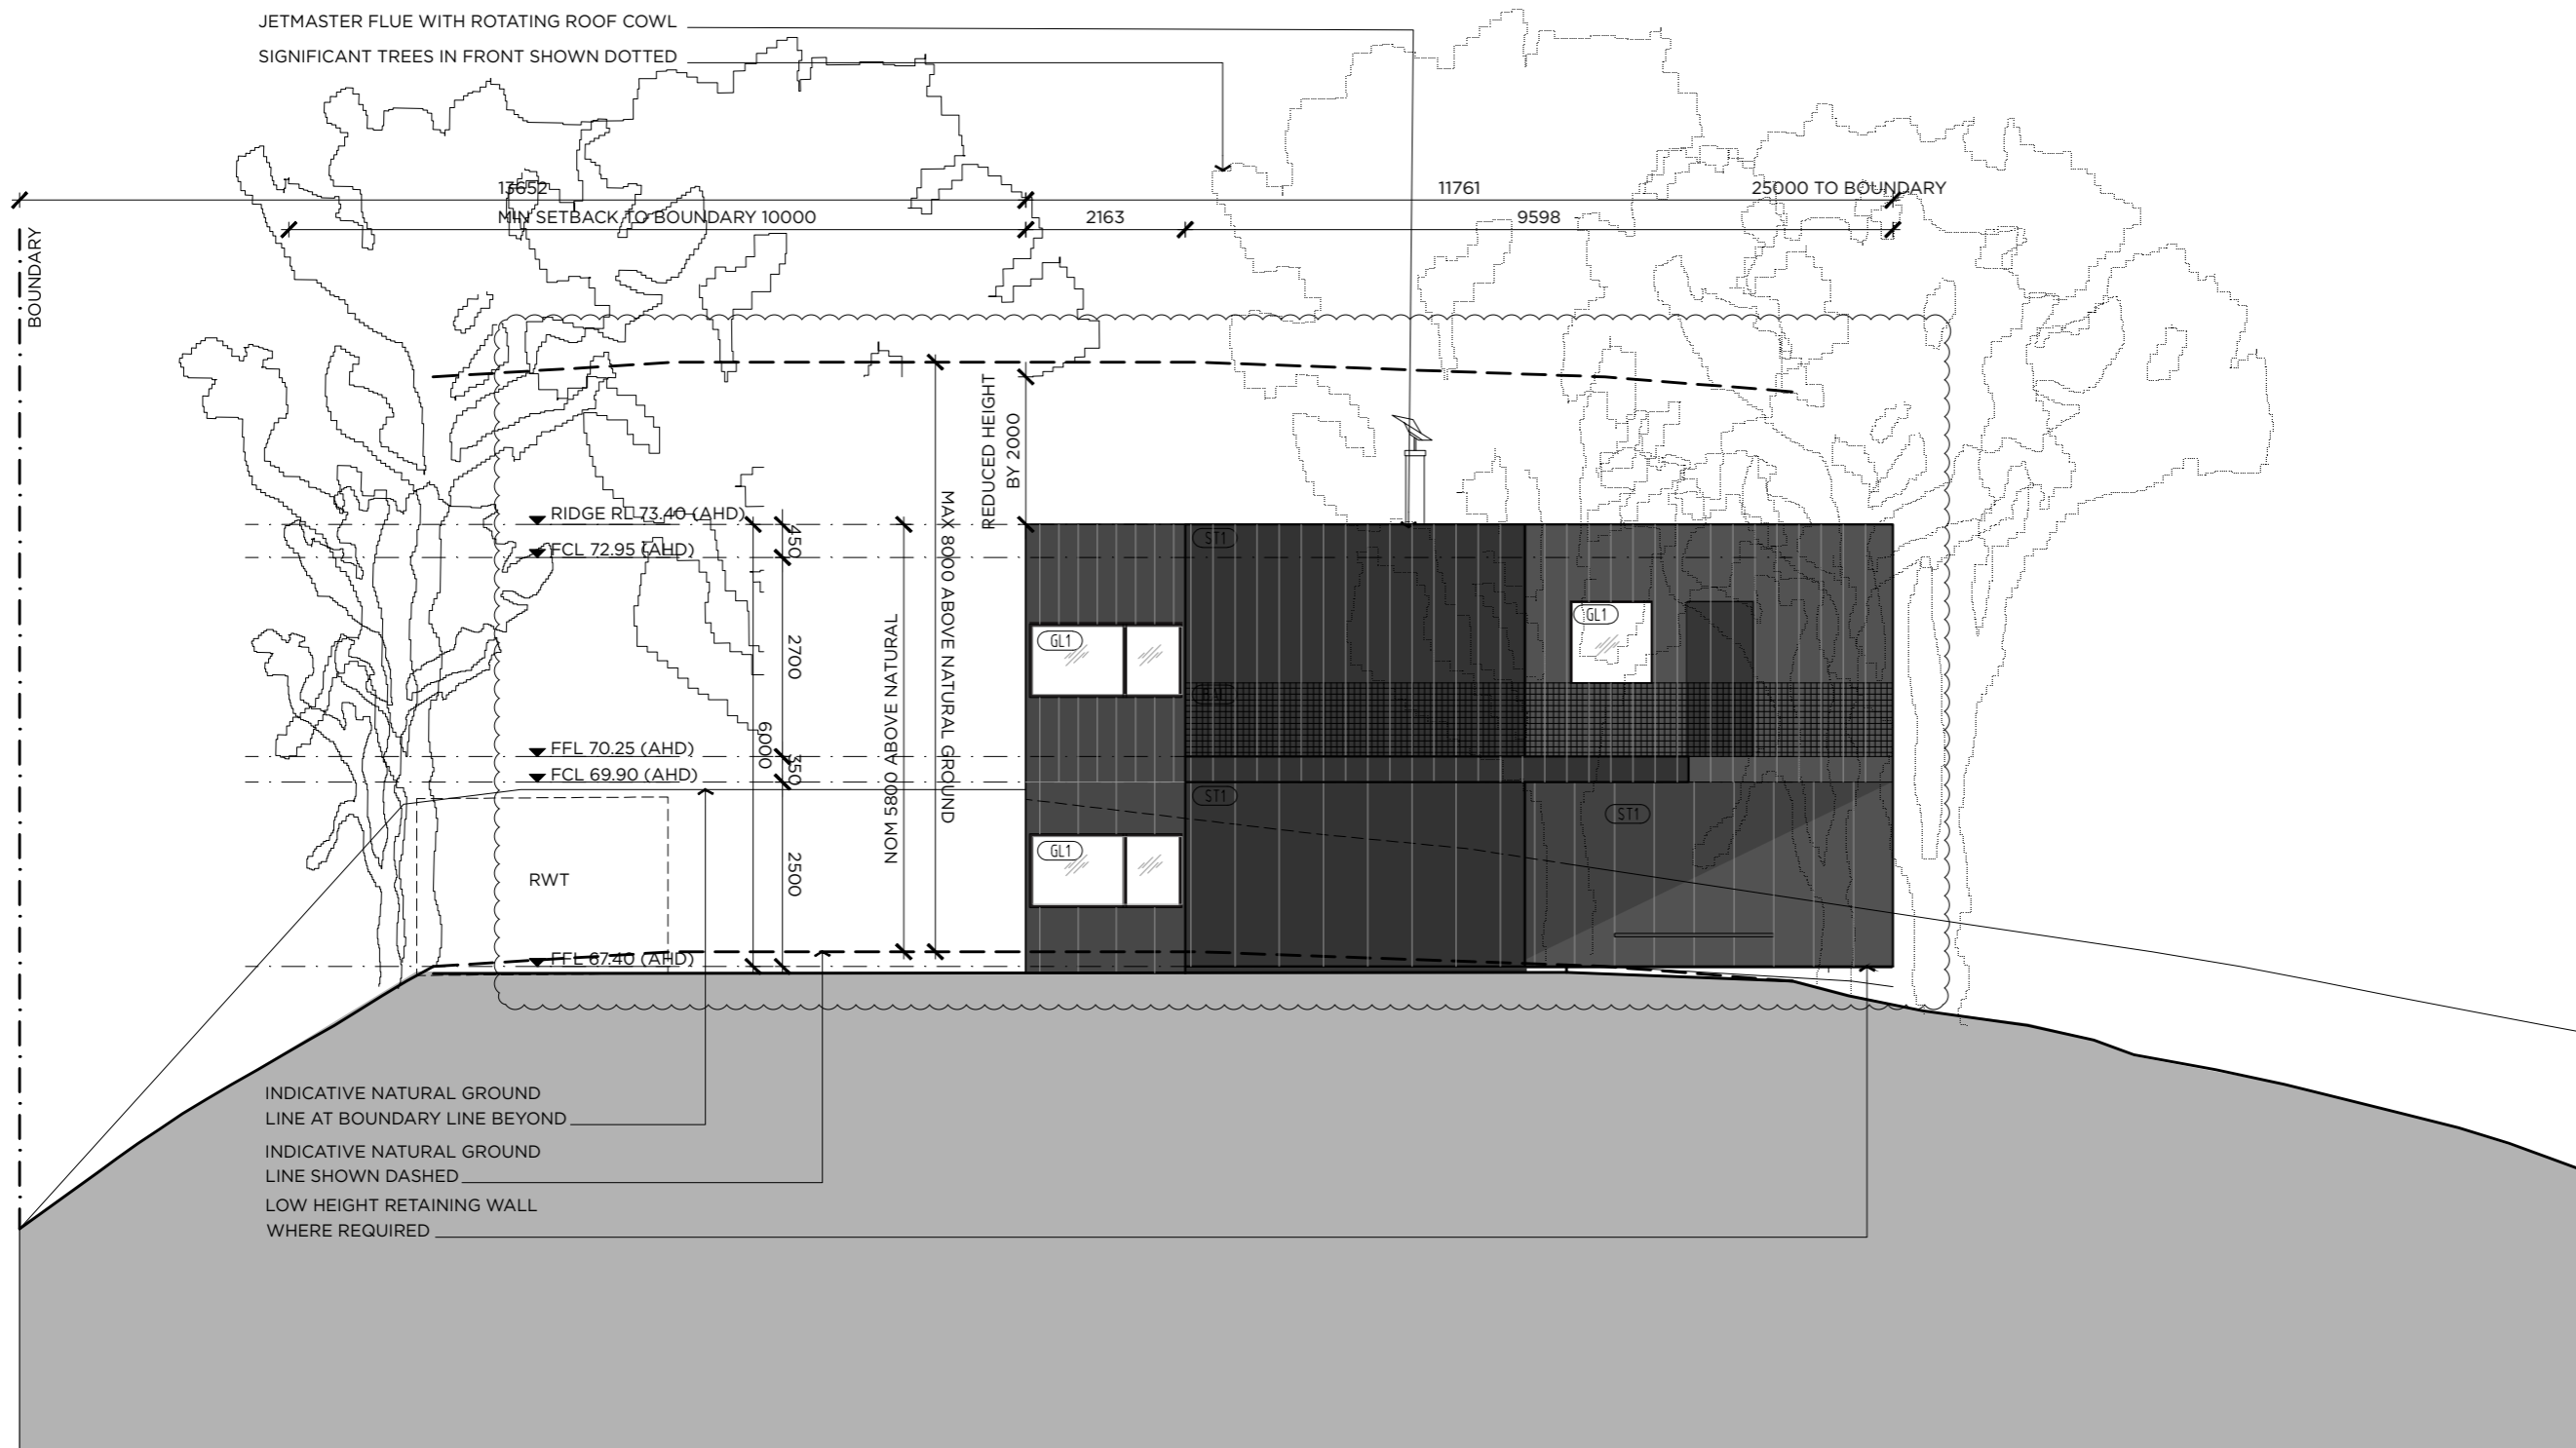 JETMASTER FLUE WITH ROTATING ROOF COWL
SIGNIFICANT TREES IN FRONT SHOWN DOTTED
13652
11761
25000 TO BOUNDARY
MIN SETBACK TO BOUNDARY 10000
2163
9598
BOUNDARY
REDUCED HEIGHT
BY 2000
MAX 8000 ABOVE NATURAL GROUND
NOM 5800 ABOVE NATURAL
RIDGE RL 73.40 (AHD)
450
ST1
FCL 72.95 (AHD)
GL1
GL1
2700
6000
FFL 70.25 (AHD)
350
FCL 69.90 (AHD)
ST1
ST1
GL1
RWT
2500
FFL 67.40 (AHD)
INDICATIVE NATURAL GROUND
LINE AT BOUNDARY LINE BEYOND
INDICATIVE NATURAL GROUND
LINE SHOWN DASHED
LOW HEIGHT RETAINING WALL
WHERE REQUIRED